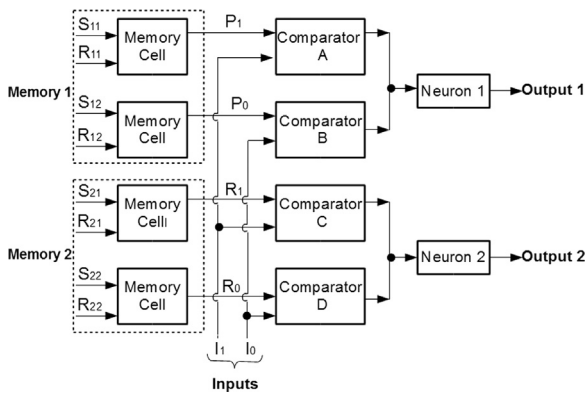 S11
R11
Memory
Cell
P1
Comparator
A
Memory 1
S12
R12
Memory
Cell
P0
Comparator
B
Neuron 1
Output 1
S21
R21
Memory
Cellı
R1
Comparator
C
Memory 2
S22
R22
Memory
Cell
R0
Comparator
D
Neuron 2
Output 2
I1
I0
Inputs